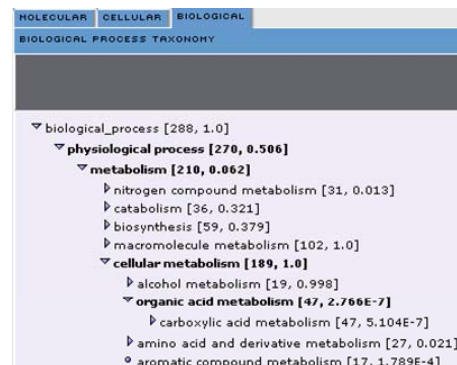 MOLECULAR CELLULAR BIOLOGICAL
BIOLOGICAL PROCESS TAXONOMY
biological_process [288, 1.0]
physiological process [270, 0.506]
metabolism [210, 0.062]
nitrogen compound metabolism [31, 0.013]
catabolism [36, 0.321]
biosynthesis [59, 0.379]
macromolecule metabolism [102, 1.0]
cellular metabolism [189, 1.0]
alcohol metabolism [19, 0.998]
organic acid metabolism [47, 2.766E-7]
carboxylic acid metabolism [47, 5.104E-7]
amino acid and derivative metabolism [27, 0.021]
aromatic compound metabolism [17, 1.789E-4]